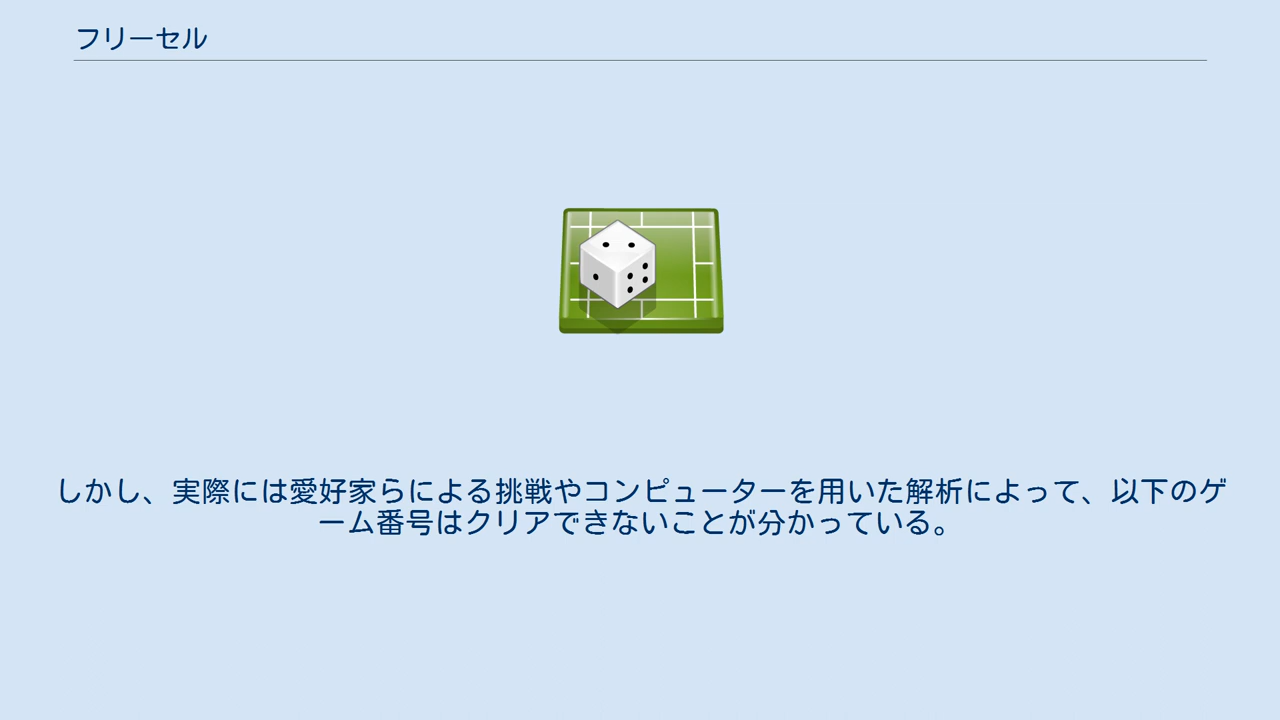 フリーセル
しかし、実際には愛好家らによる挑戦やコンピューターを用いた解析によって、以下のゲ
ーム番号はクリアできないことが分かっている。